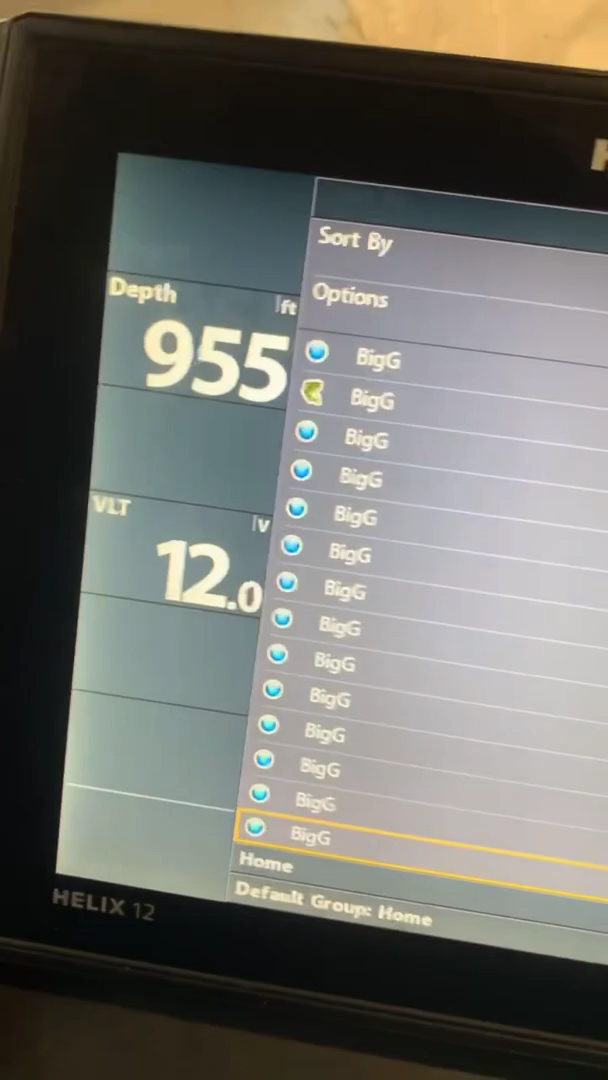 Sort By
Depth ft
Options
955
BigG
BigG
BigG
BigG
VLT v
BigG
12.0
BigG
BigG
BigG
BigG
BigG
BigG
BigG
BigG
BigG
Home
Default Group: Home
HELIX 12